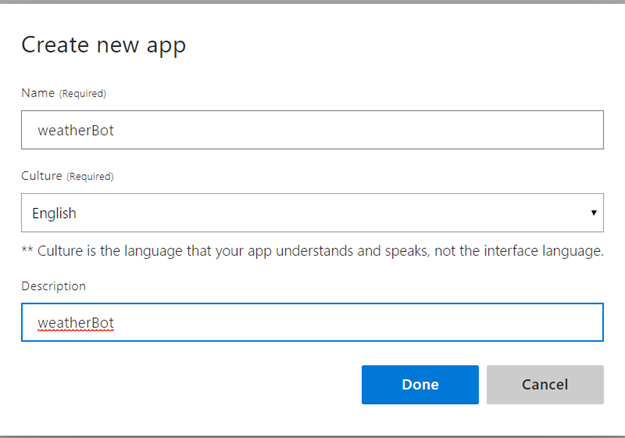 Create new app
Name (Required)
weatherBot
Culture (Required)
English
** Culture is the language that your app understands and speaks, not the interface language.
Description
weatherBot
Done Cancel